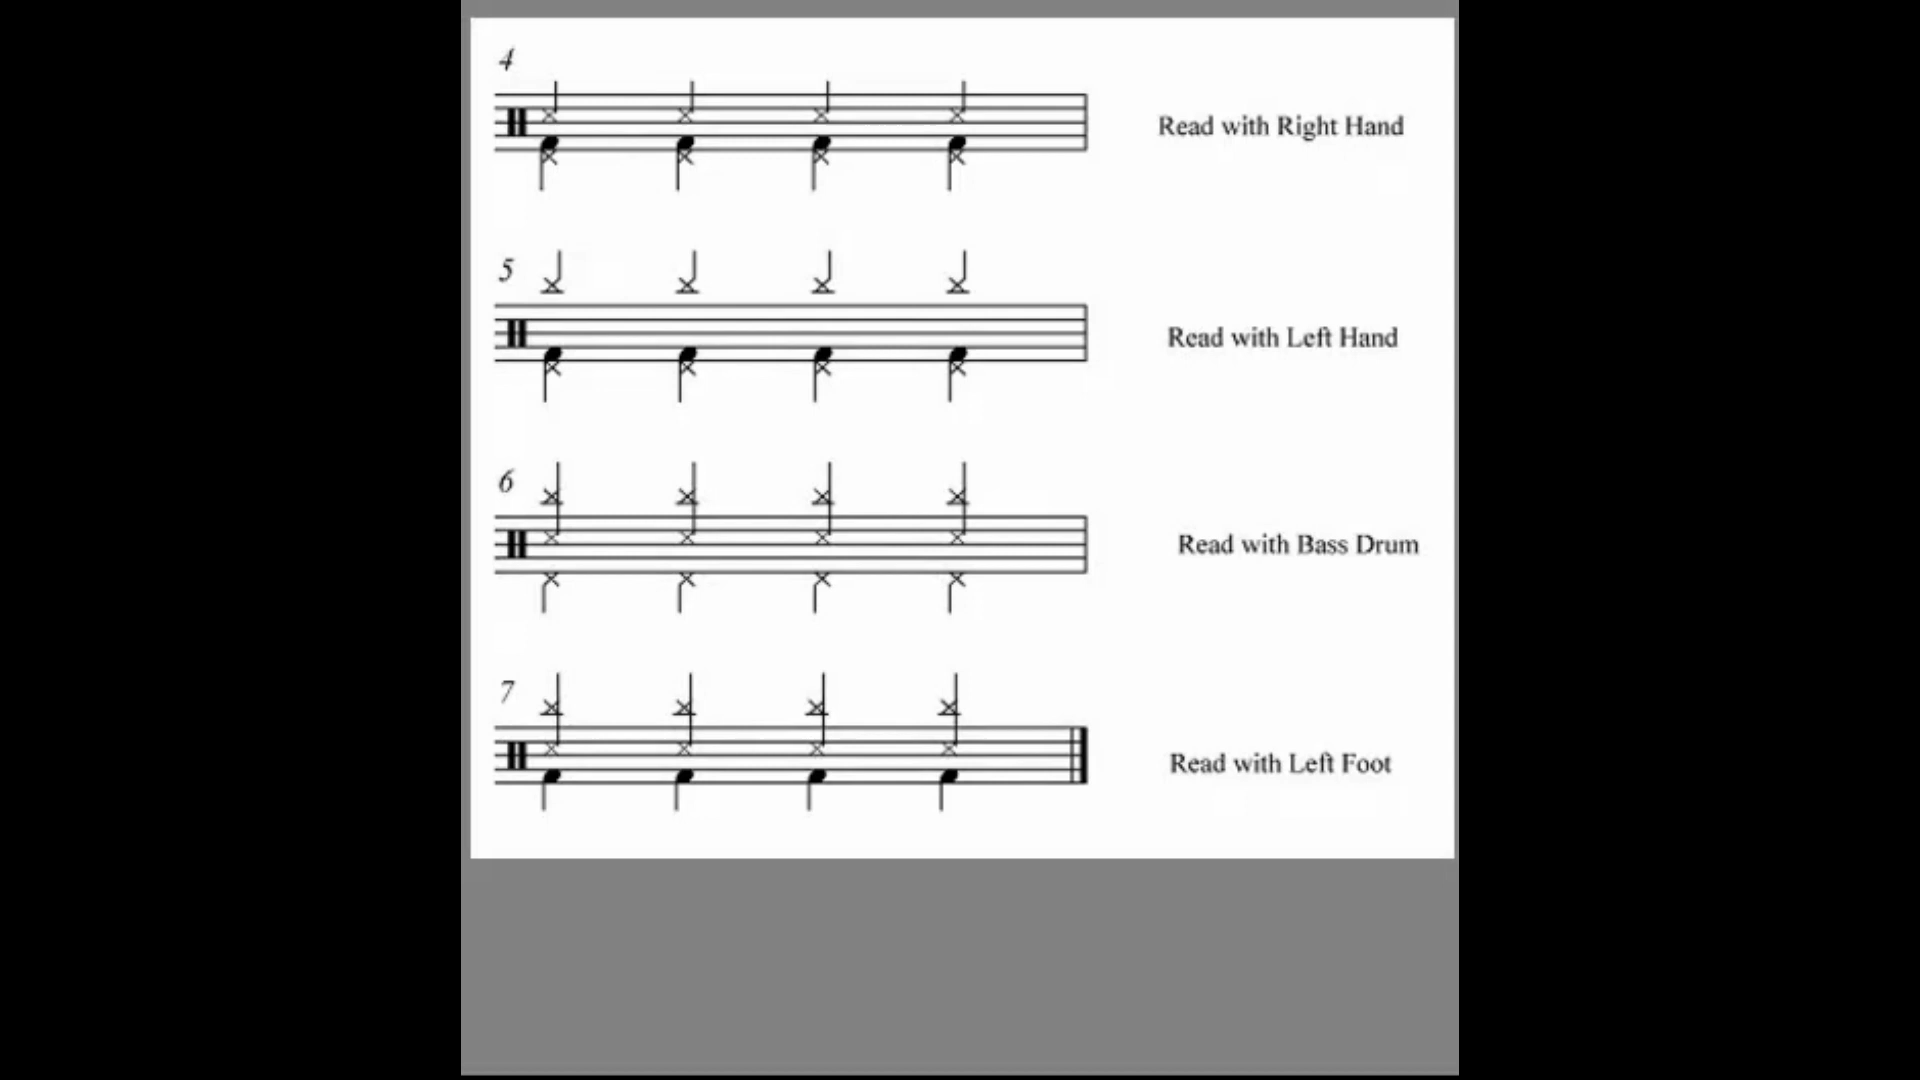 4
Read with Right Hand
5
Read with Left Hand
6
Read with Bass Drum
7
Read with Left Foot